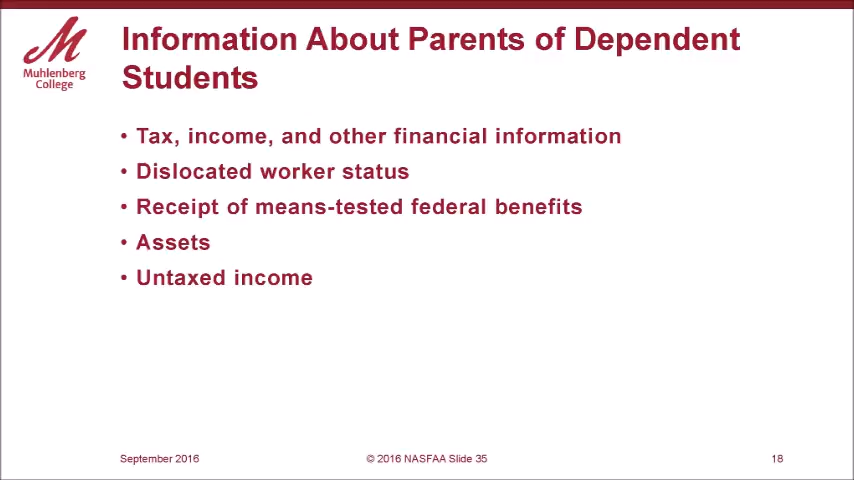 Information About Parents of Dependent
Students
Muhlenberg
College
• Tax, income, and other financial information
• Dislocated worker status
• Receipt of means-tested federal benefits
• Assets
• Untaxed income
September 2016
© 2016 NASFAA Slide 35
18